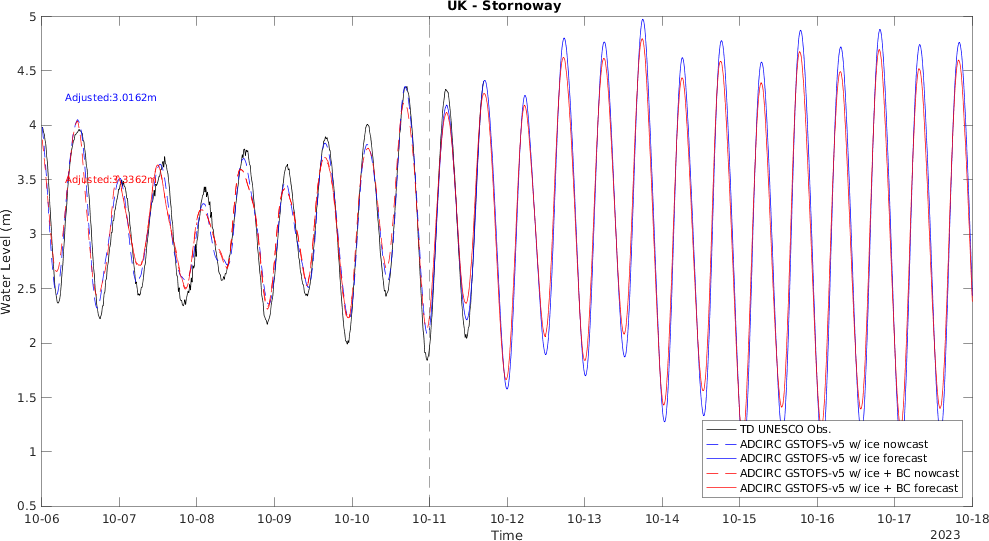 UK - Stornoway
5
4.5
4
3.5
3
2.5
2
1.5
1
0.5
Water Level (m)
Adjusted:3.0162m
Adjusted:3.3362m
TD UNESCO Obs.
ADCIRC GSTOFS-v5 w/ ice nowcast
ADCIRC GSTOFS-v5 w/ ice forecast
ADCIRC GSTOFS-v5 w/ ice + BC nowcast
ADCIRC GSTOFS-v5 w/ ice + BC forecast
10-06 10-07 10-08 10-09 10-10 10-11 10-12 10-13 10-14 10-15 10-16 10-17 10-18
Time
2023